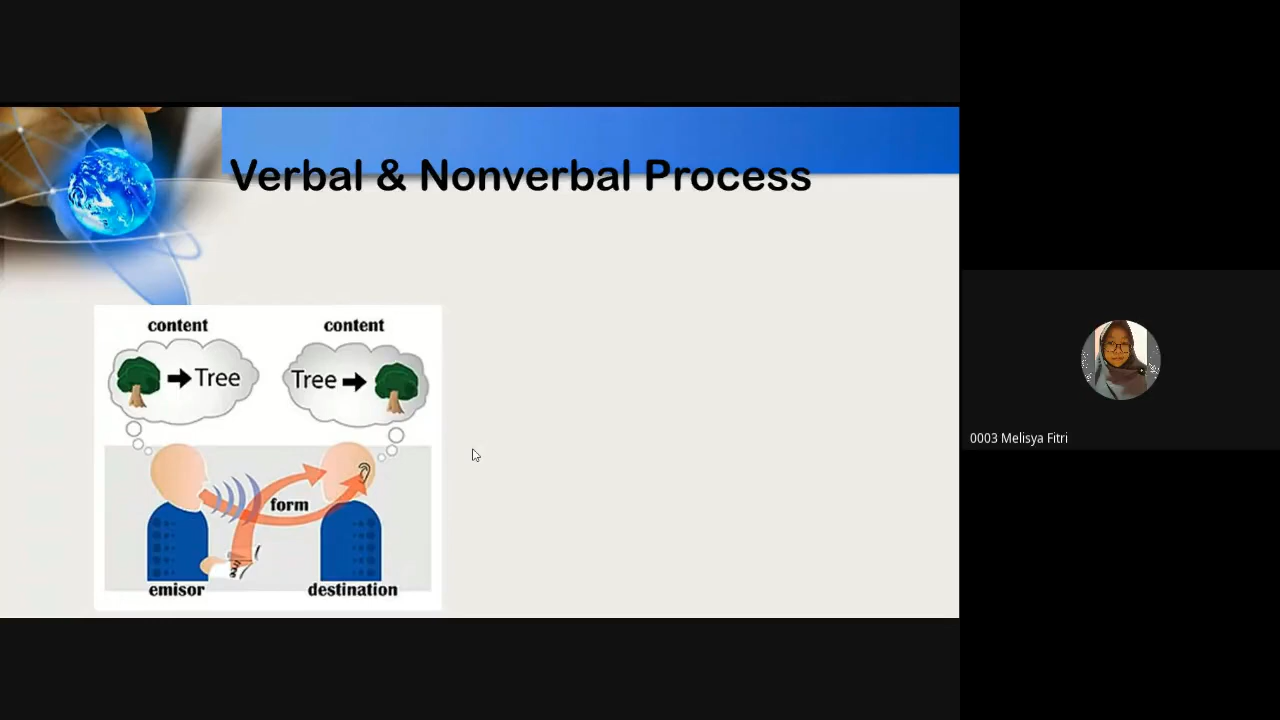 Verbal & Nonverbal Process
content content
Tree Tree
form
emisor destination
0003 Melisya Fitri